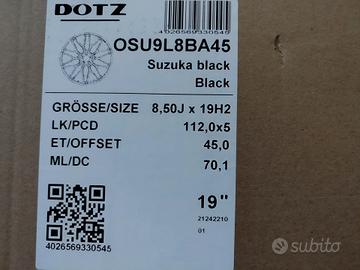 DOTZ
4026569330545
OSU9L8BA45
Suzuka black
Black
GRÖSSE/SIZE 8,50J x 19H2
LK/PCD 112,0x5
ET/OFFSET 45,0
ML/DC 70,1
19"
21242210
01
4026569330545
subito